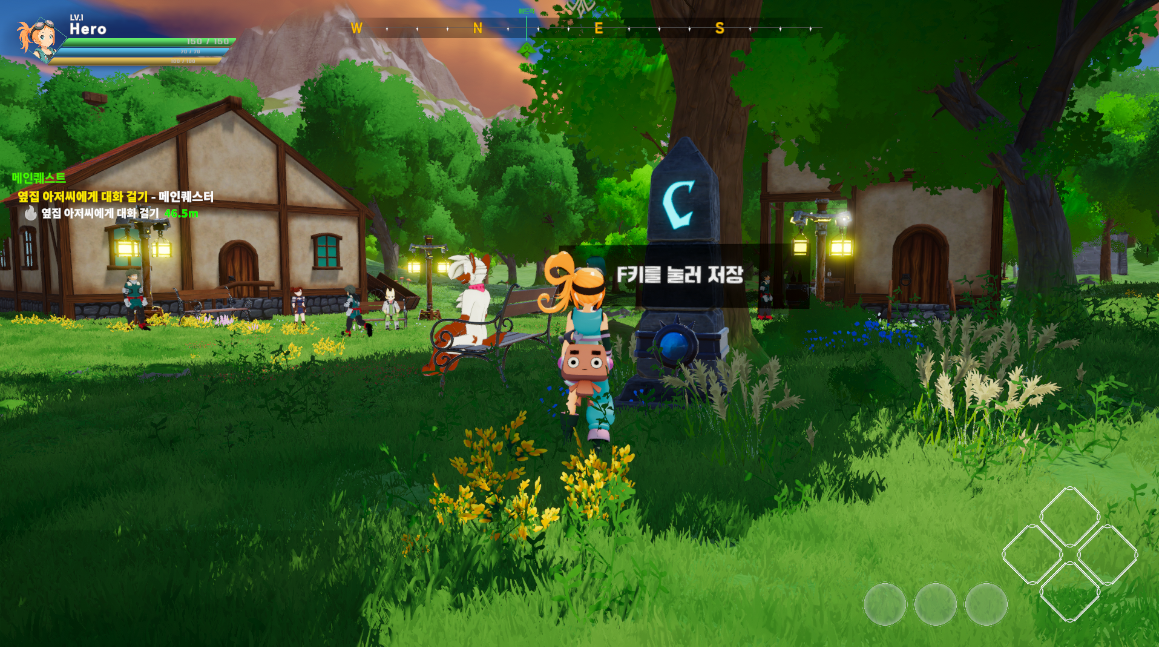 LV.1
Hero
150 / 150
W N E S
메인퀘스트
옆집 아저씨에게 대화 걸기 - 메인퀘스터
옆집 아저씨에게 대화 걸기 46.5m
C
F키를 눌러 저장